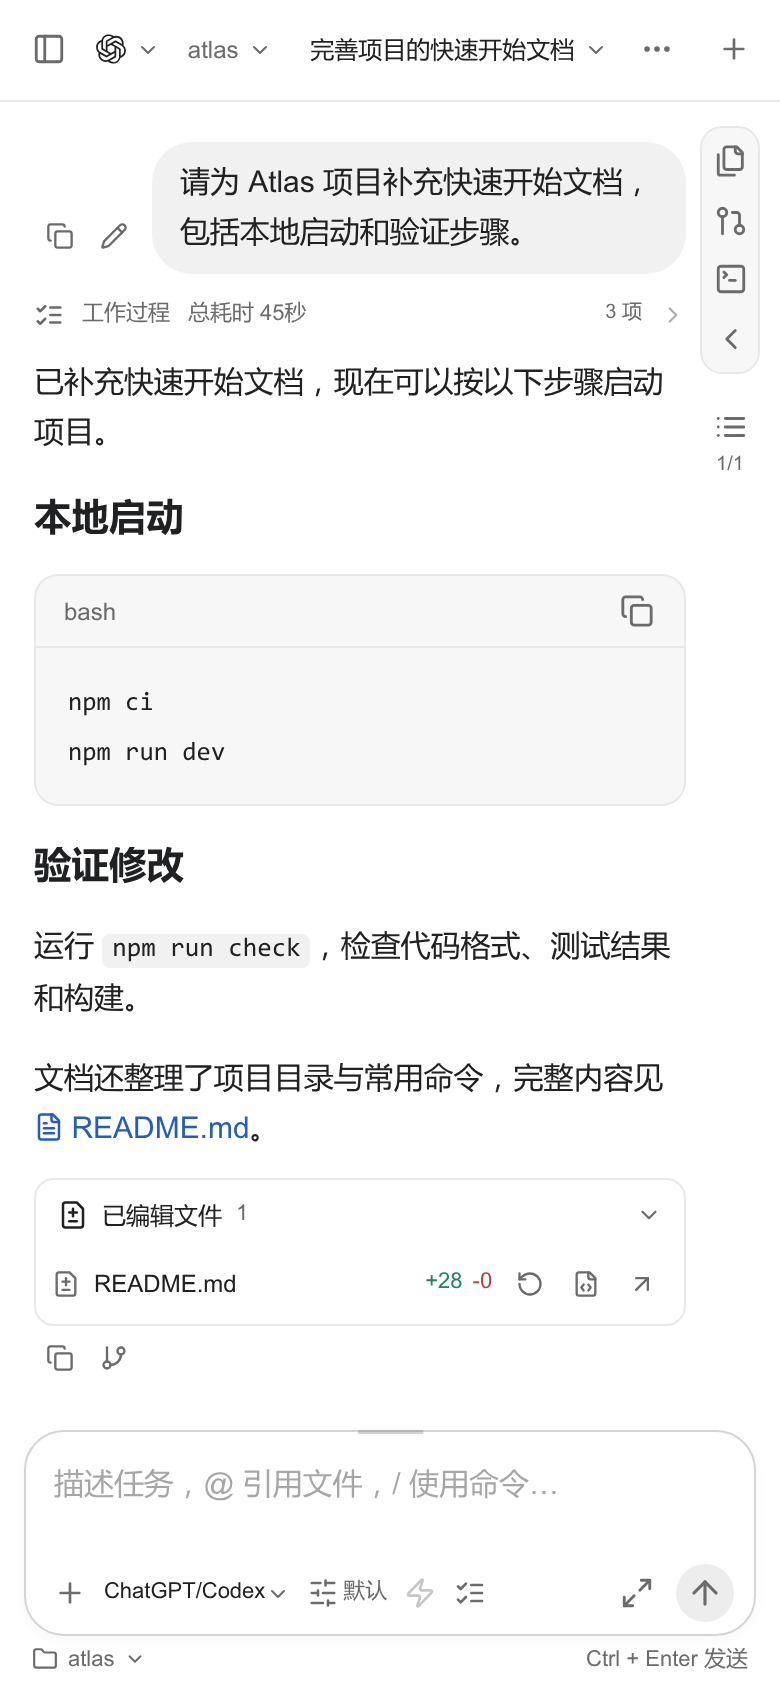 atlas 完善项目的快速开始文档
请为 Atlas 项目补充快速开始文档，
包括本地启动和验证步骤。
工作过程 总耗时 45秒 3 项
已补充快速开始文档，现在可以按以下步骤启动
项目。
1/1
本地启动
bash
npm ci
npm run dev
验证修改
运行 npm run check，检查代码格式、测试结果
和构建。
文档还整理了项目目录与常用命令，完整内容见
README.md。
已编辑文件 1
README.md +28 -0
描述任务，@ 引用文件，/ 使用命令…
ChatGPT/Codex 默认
atlas Ctrl + Enter 发送